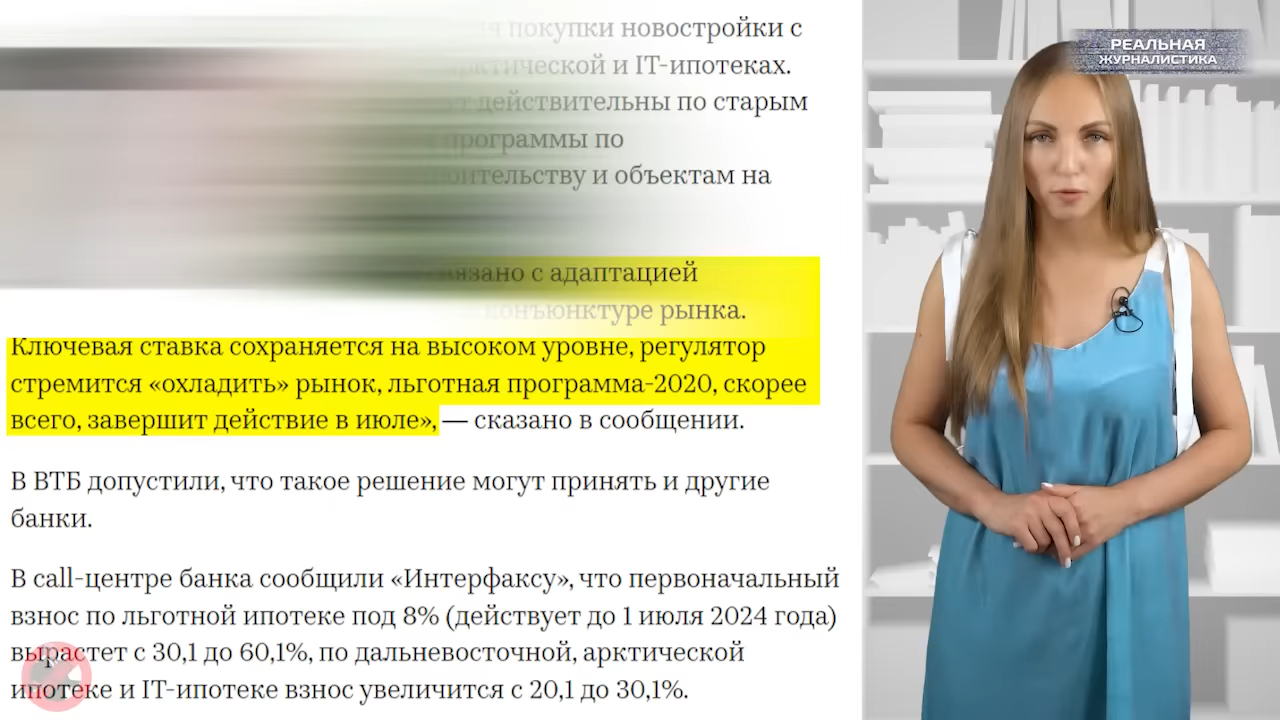 покупки новостройки с
арктической и IT-ипотеках.
действительны по старым
программы по
строительству и объектам на
связано с адаптацией
конъюнктуре рынка.
Ключевая ставка сохраняется на высоком уровне, регулятор
стремится «охладить» рынок, льготная программа-2020, скорее
всего, завершит действие в июле», — сказано в сообщении.
В ВТБ допустили, что такое решение могут принять и другие
банки.
В call-центре банка сообщили «Интерфаксу», что первоначальный
взнос по льготной ипотеке под 8% (действует до 1 июля 2024 года)
вырастет с 30,1 до 60,1%, по дальневосточной, арктической
ипотеке и IT-ипотеке взнос увеличится с 20,1 до 30,1%.
РЕАЛЬНАЯ
ЖУРНАЛИСТИКА